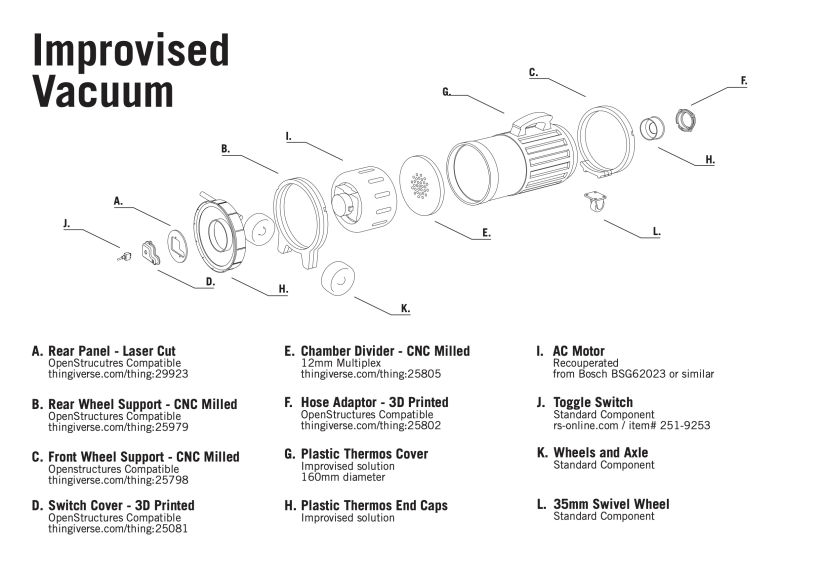 Improvised
Vacuum
C.
F.
G.
I.
B.
H.
A.
J.
L.
E.
D.
H.
K.
A. Rear Panel - Laser Cut
OpenStrucutres Compatible
thingiverse.com/thing:29923
B. Rear Wheel Support - CNC Milled
OpenStructures Compatible
thingiverse.com/thing:25979
C. Front Wheel Support - CNC Milled
Openstructures Compatible
thingiverse.com/thing:25798
D. Switch Cover - 3D Printed
OpenStructures Compatible
thingiverse.com/thing:25081
E. Chamber Divider - CNC Milled
12mm Multiplex
thingiverse.com/thing:25805
F. Hose Adaptor - 3D Printed
OpenStructures Compatible
thingiverse.com/thing:25802
G. Plastic Thermos Cover
Improvised solution
160mm diameter
H. Plastic Thermos End Caps
Improvised solution
I. AC Motor
Recouperated
from Bosch BSG62023 or similar
J. Toggle Switch
Standard Component
rs-online.com / item# 251-9253
K. Wheels and Axle
Standard Component
L. 35mm Swivel Wheel
Standard Component